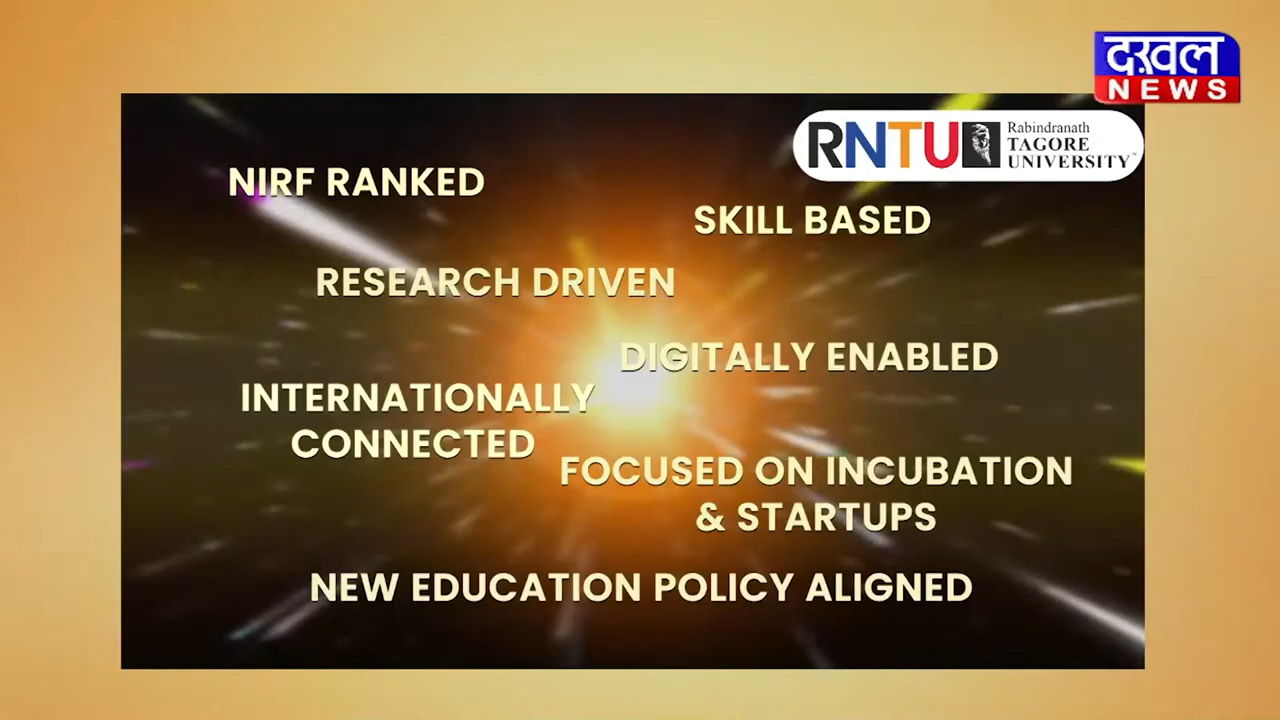 दख़ल
NEWS
RNTU
Rabindranath
TAGORE
UNIVERSITY™
NIRF RANKED
SKILL BASED
RESEARCH DRIVEN
DIGITALLY ENABLED
INTERNATIONALLY
CONNECTED
FOCUSED ON INCUBATION
& STARTUPS
NEW EDUCATION POLICY ALIGNED